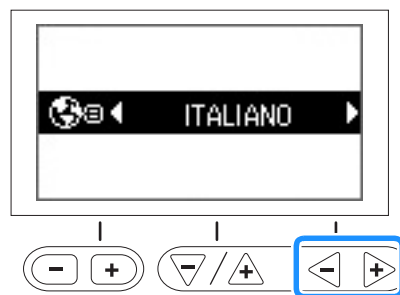 ITALIANO
- + - / + - +